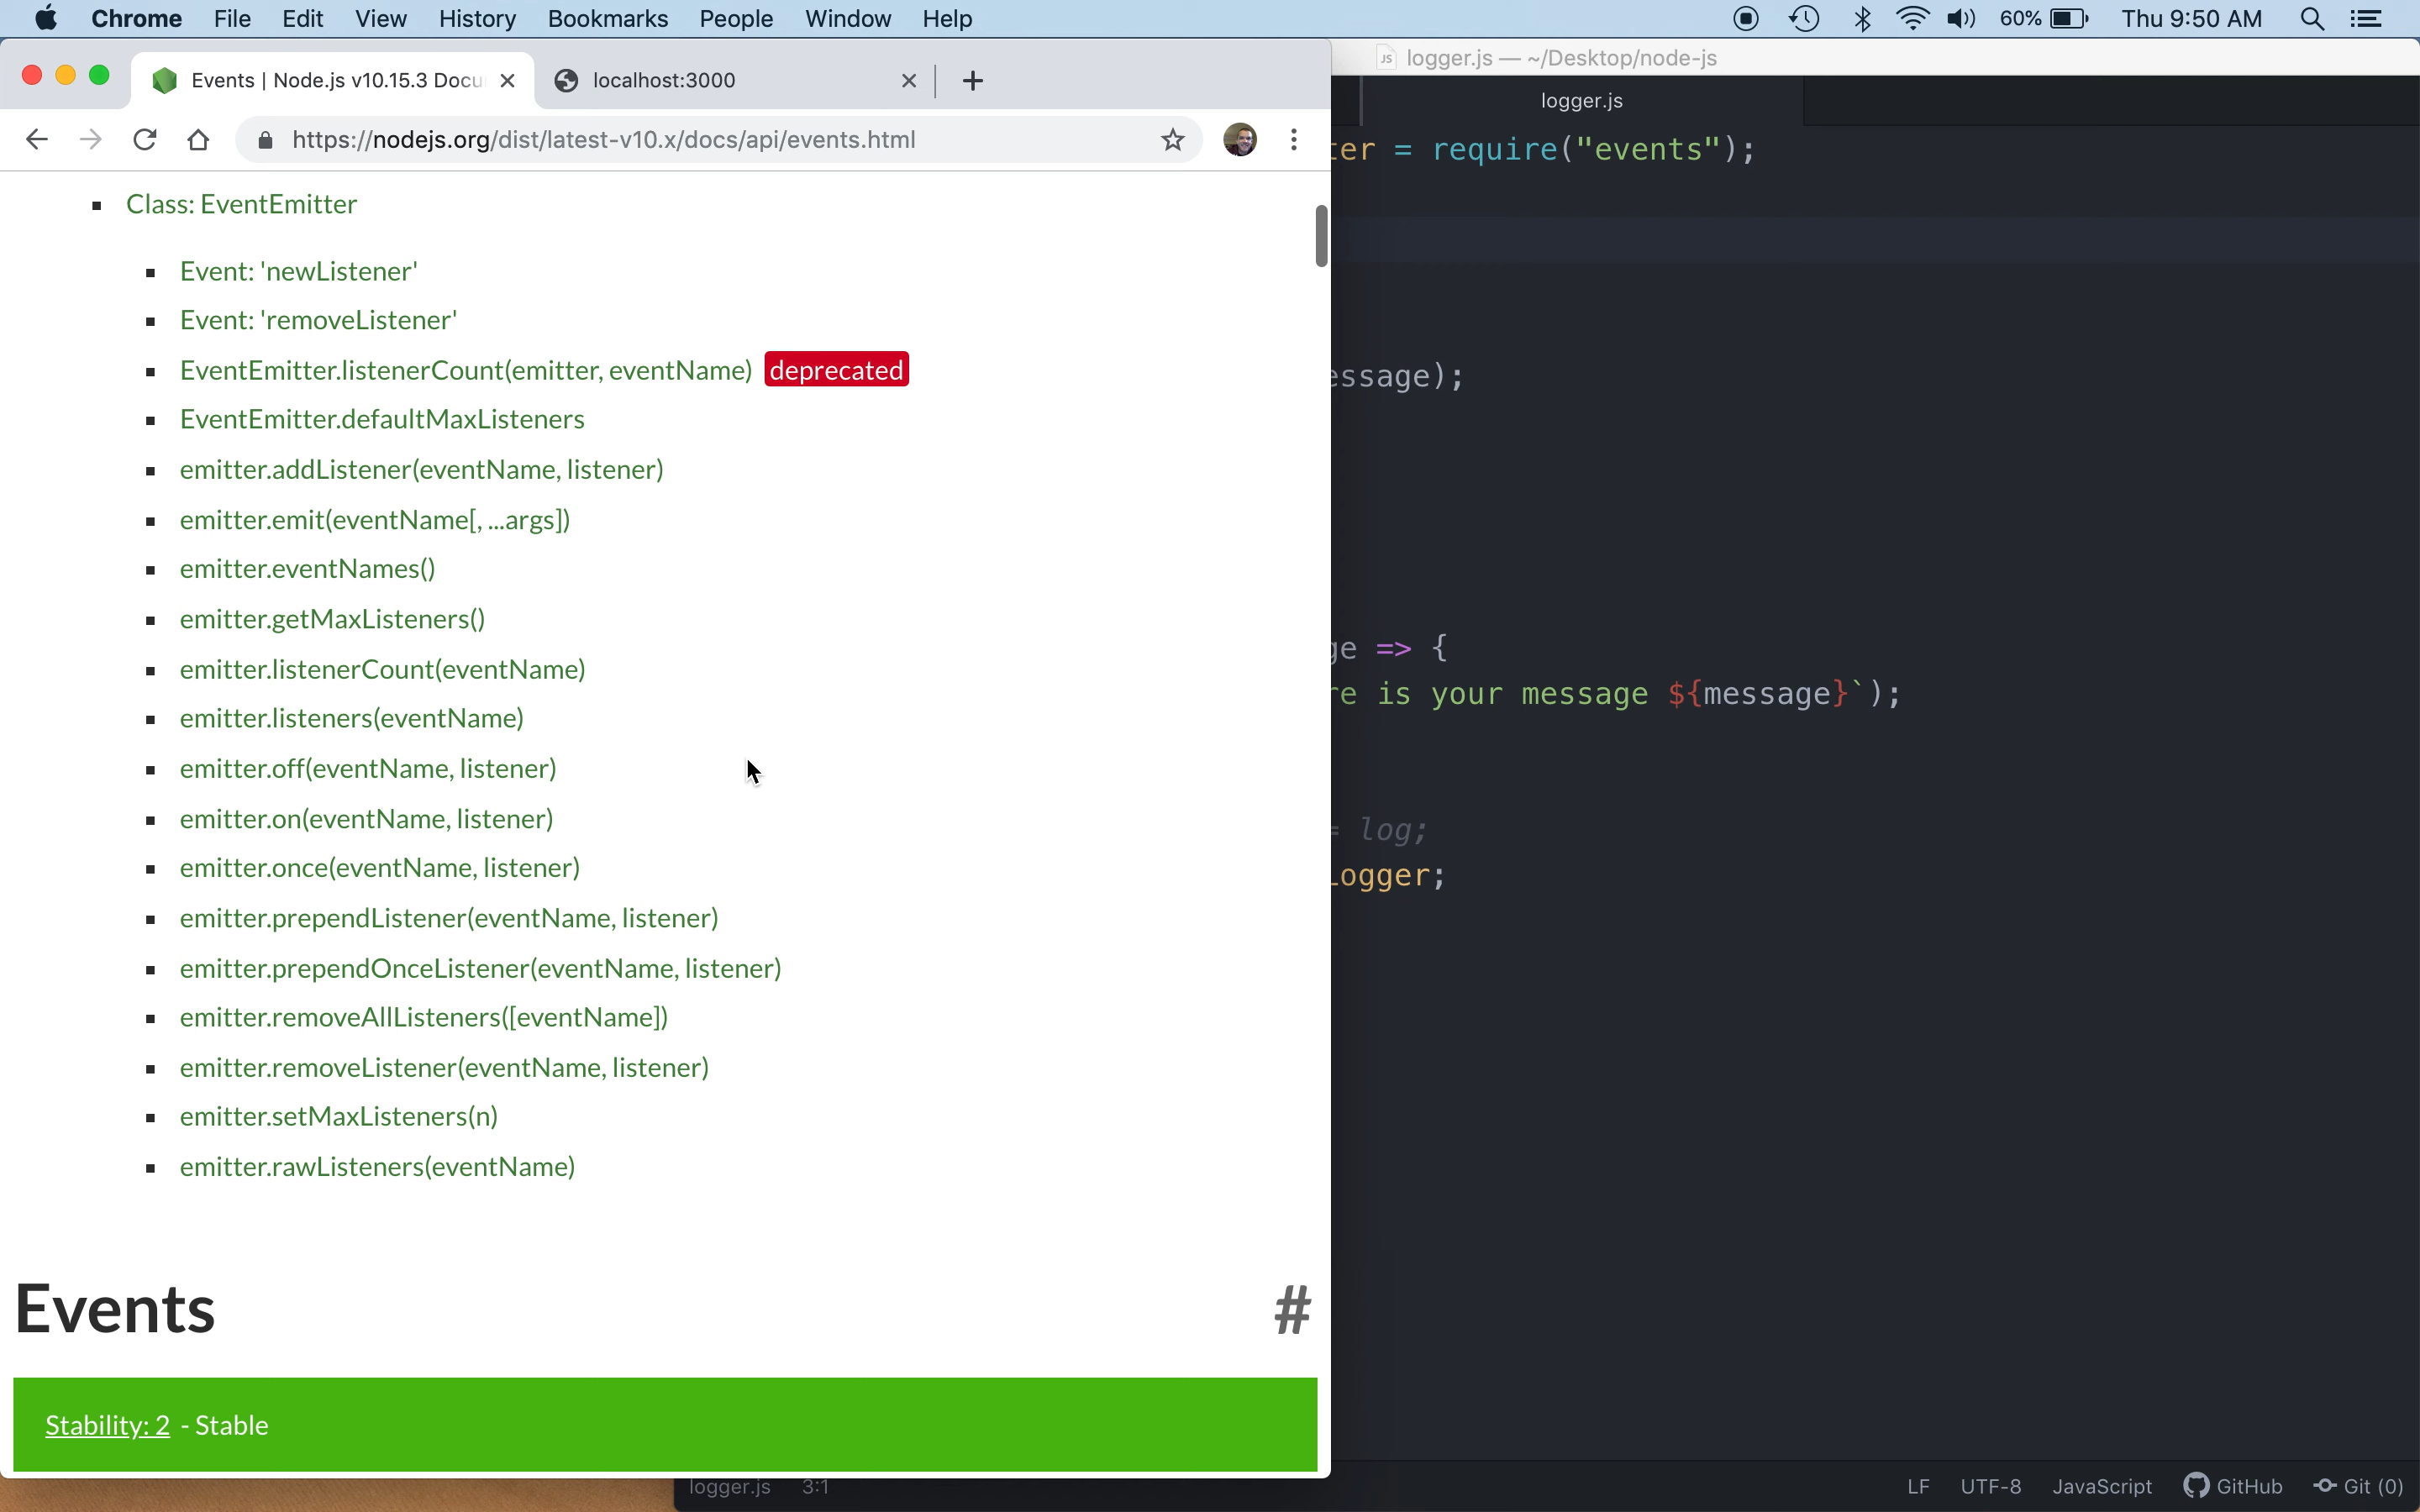 Chrome File Edit View History Bookmarks People Window Help 60% Thu 9:50 AM
Events | Node.js v10.15.3 Docu
localhost:3000
https://nodejs.org/dist/latest-v10.x/docs/api/events.html
Class: EventEmitter
Event: 'newListener'
Event: 'removeListener'
EventEmitter.listenerCount(emitter, eventName) deprecated
EventEmitter.defaultMaxListeners
emitter.addListener(eventName, listener)
emitter.emit(eventName[, ...args])
emitter.eventNames()
emitter.getMaxListeners()
emitter.listenerCount(eventName)
emitter.listeners(eventName)
emitter.off(eventName, listener)
emitter.on(eventName, listener)
emitter.once(eventName, listener)
emitter.prependListener(eventName, listener)
emitter.prependOnceListener(eventName, listener)
emitter.removeAllListeners([eventName])
emitter.removeListener(eventName, listener)
emitter.setMaxListeners(n)
emitter.rawListeners(eventName)
Events #
Stability: 2 - Stable
JS logger.js — ~/Desktop/node-js
logger.js
ter = require("events");
essage);
ge => {
re is your message ${message}`);
= log;
Logger;
logger.js 3:1 LF UTF-8 JavaScript GitHub Git (0)